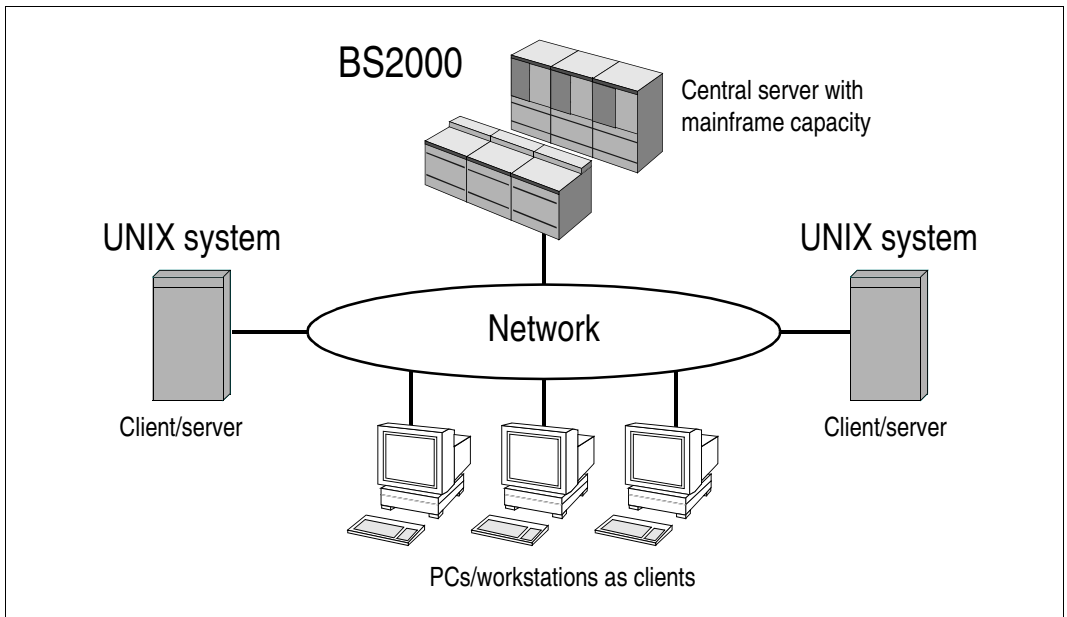 BS2000
Central server with
mainframe capacity
UNIX system
UNIX system
Network
Client/server
Client/server
PCs/workstations as clients